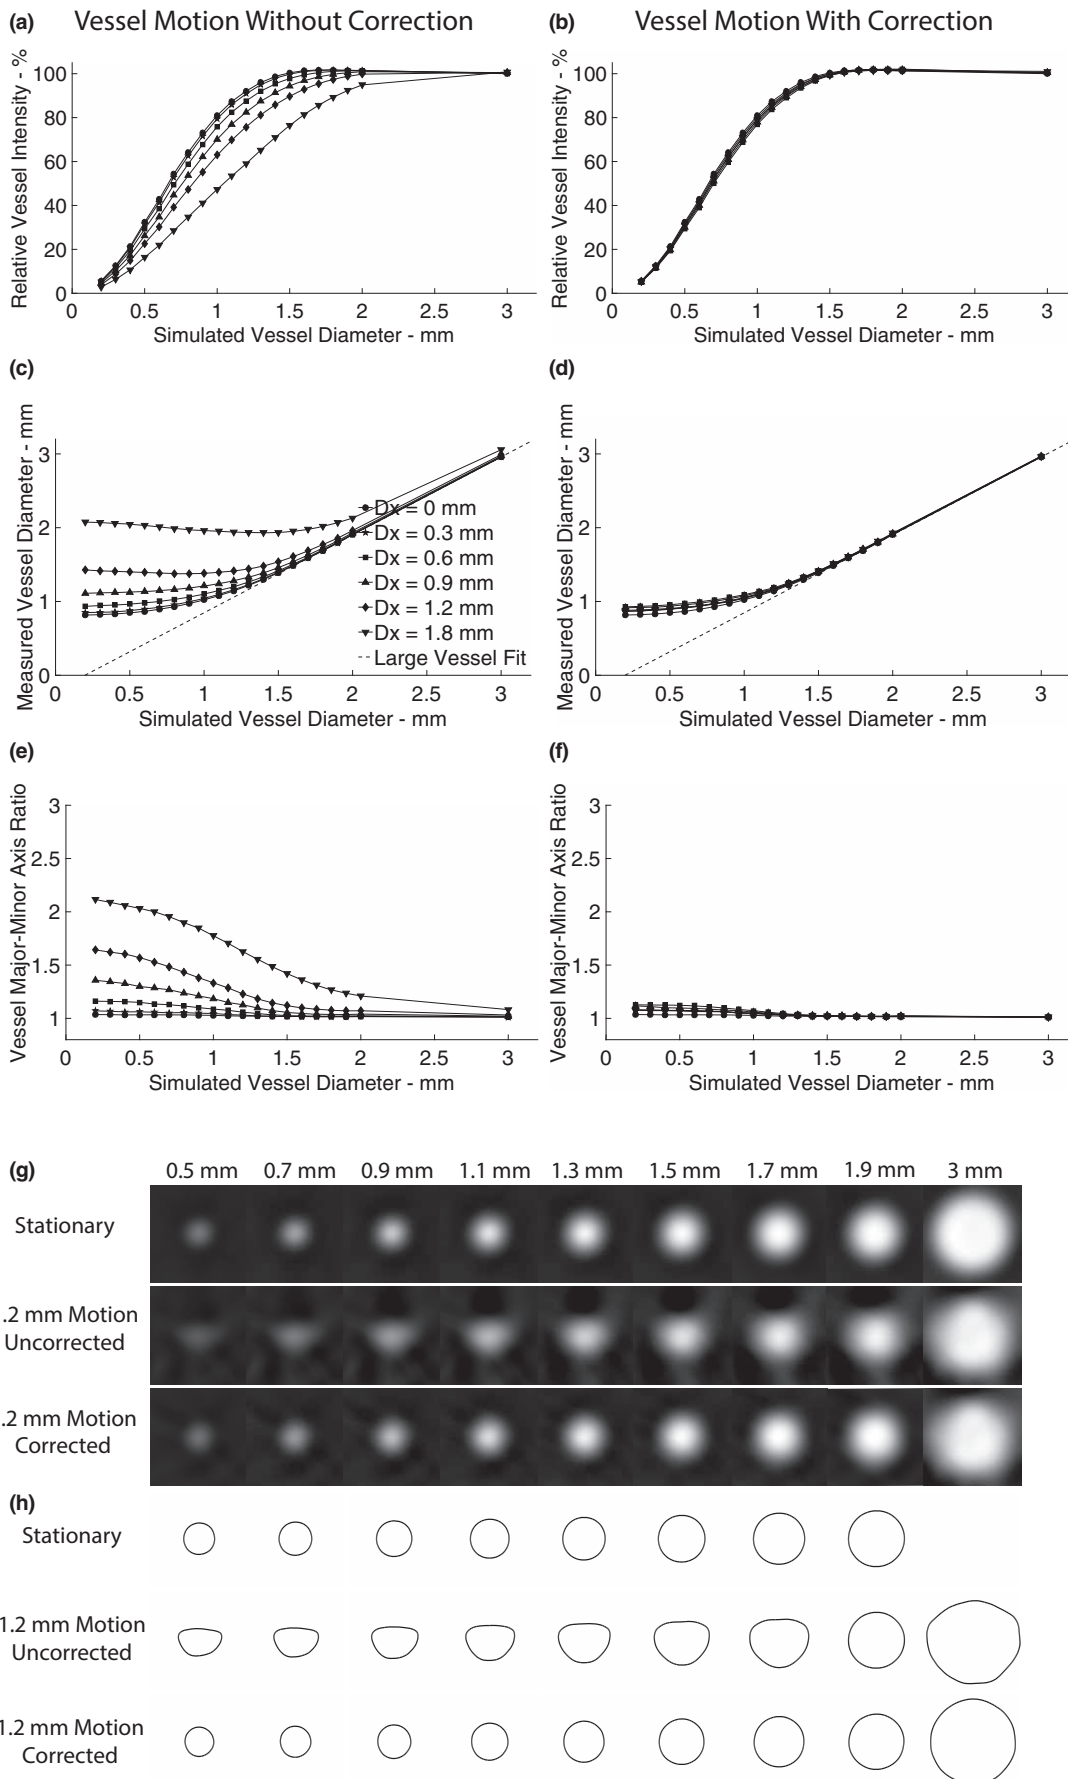 (a) Vessel Motion Without Correction
(b) Vessel Motion With Correction
Relative Vessel Intensity - %
100
80
60
40
20
0
0 0.5 1 1.5 2 2.5 3
Simulated Vessel Diameter - mm
Relative Vessel Intensity - %
100
80
60
40
20
0
0 0.5 1 1.5 2 2.5 3
Simulated Vessel Diameter - mm
(c)
Measured Vessel Diameter - mm
3
2
1
0
Dx = 0 mm
Dx = 0.3 mm
Dx = 0.6 mm
Dx = 0.9 mm
Dx = 1.2 mm
Dx = 1.8 mm
Large Vessel Fit
0 0.5 1 1.5 2 2.5 3
Simulated Vessel Diameter - mm
(d)
Measured Vessel Diameter - mm
3
2
1
0
0 0.5 1 1.5 2 2.5 3
Simulated Vessel Diameter - mm
(e)
Vessel Major-Minor Axis Ratio
3
2.5
2
1.5
1
0 0.5 1 1.5 2 2.5 3
Simulated Vessel Diameter - mm
(f)
Vessel Major-Minor Axis Ratio
3
2.5
2
1.5
1
0 0.5 1 1.5 2 2.5 3
Simulated Vessel Diameter - mm
(g)
0.5 mm 0.7 mm 0.9 mm 1.1 mm 1.3 mm 1.5 mm 1.7 mm 1.9 mm 3 mm
Stationary
.2 mm Motion
Uncorrected
.2 mm Motion
Corrected
(h)
Stationary
1.2 mm Motion
Uncorrected
1.2 mm Motion
Corrected